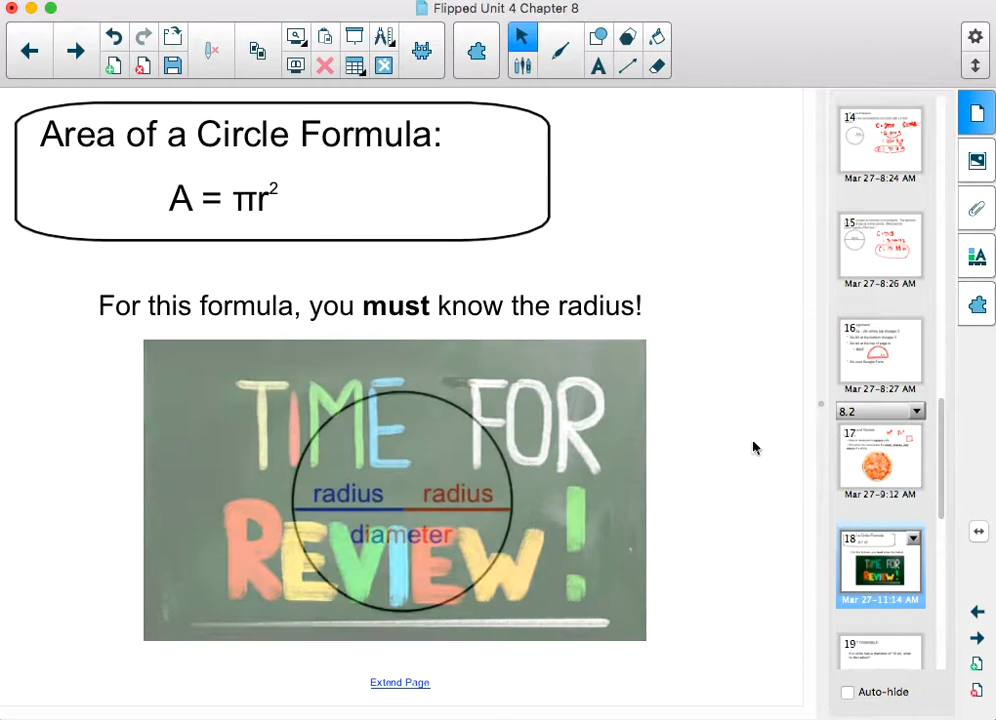 Flipped Unit 4 Chapter 8
Area of a Circle Formula:
A = πr²
For this formula, you must know the radius!
TIME FOR
radius radius
diameter
REVIEW!
Extend Page
14
Mar 27-8:24 AM
15
Mar 27-8:26 AM
16
Mar 27-8:27 AM
8.2
17
Mar 27-9:12 AM
18
TIME FOR
REVIEW!
Mar 27-11:14 AM
19
Auto-hide